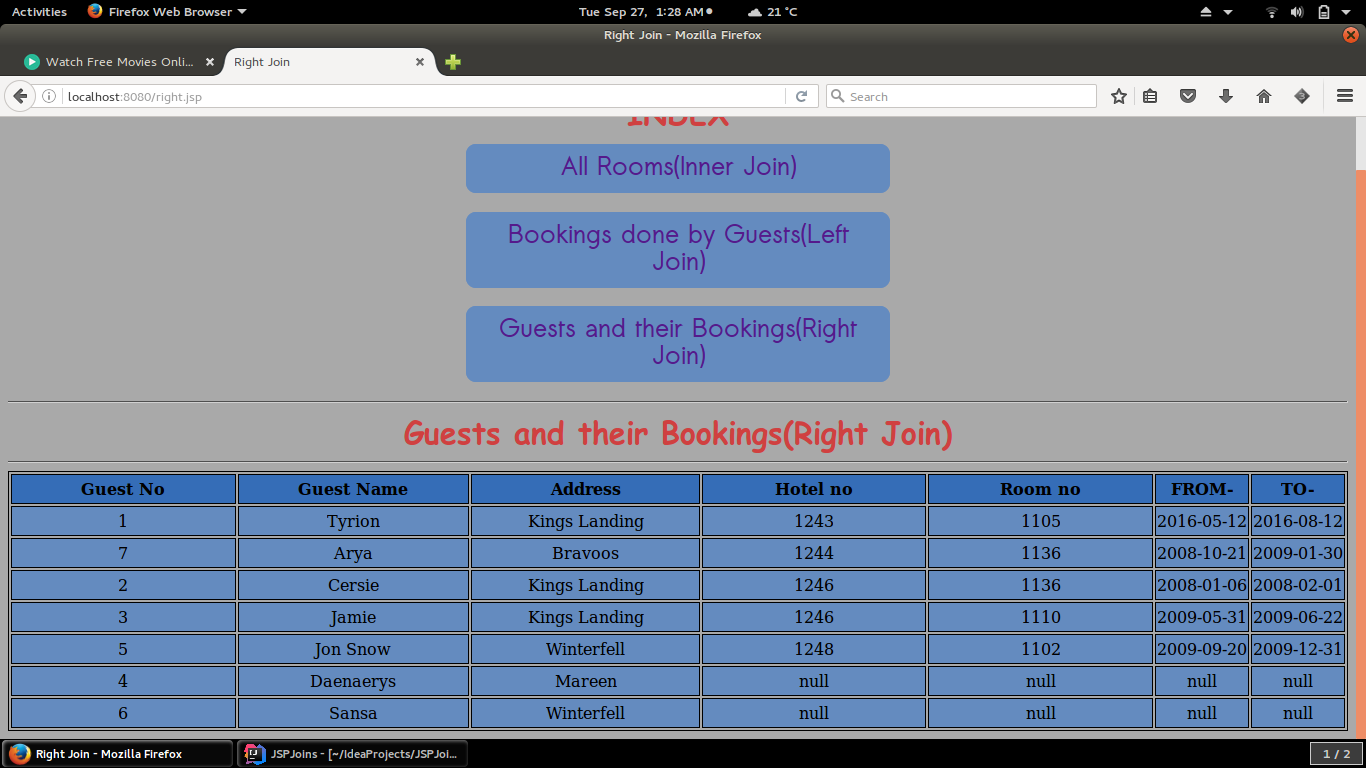 Activities Firefox Web Browser Tue Sep 27, 1:28 AM 21 °C
Right Join - Mozilla Firefox
Watch Free Movies Onli... Right Join
localhost:8080/right.jsp Search
INDEX
All Rooms(Inner Join)
Bookings done by Guests(Left
Join)
Guests and their Bookings(Right
Join)
Guests and their Bookings(Right Join)
Guest No Guest Name Address Hotel no Room no FROM- TO-
1 Tyrion Kings Landing 1243 1105 2016-05-12 2016-08-12
7 Arya Bravoos 1244 1136 2008-10-21 2009-01-30
2 Cersie Kings Landing 1246 1136 2008-01-06 2008-02-01
3 Jamie Kings Landing 1246 1110 2009-05-31 2009-06-22
5 Jon Snow Winterfell 1248 1102 2009-09-20 2009-12-31
4 Daenaerys Mareen null null null null
6 Sansa Winterfell null null null null
Right Join - Mozilla Firefox JSPJoins - [~/IdeaProjects/JSPJoi... 1 / 2